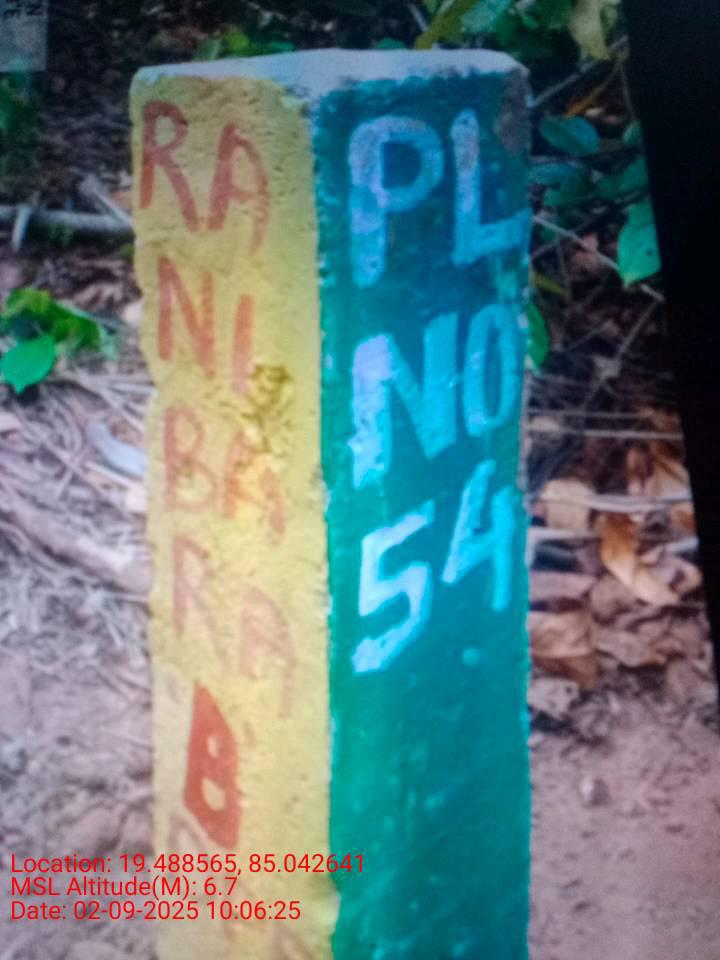 RA
NI
BA
RA
B
PL
NO
54
Location: 19.488565, 85.042641
MSL Altitude(M): 6.7
Date: 02-09-2025 10:06:25